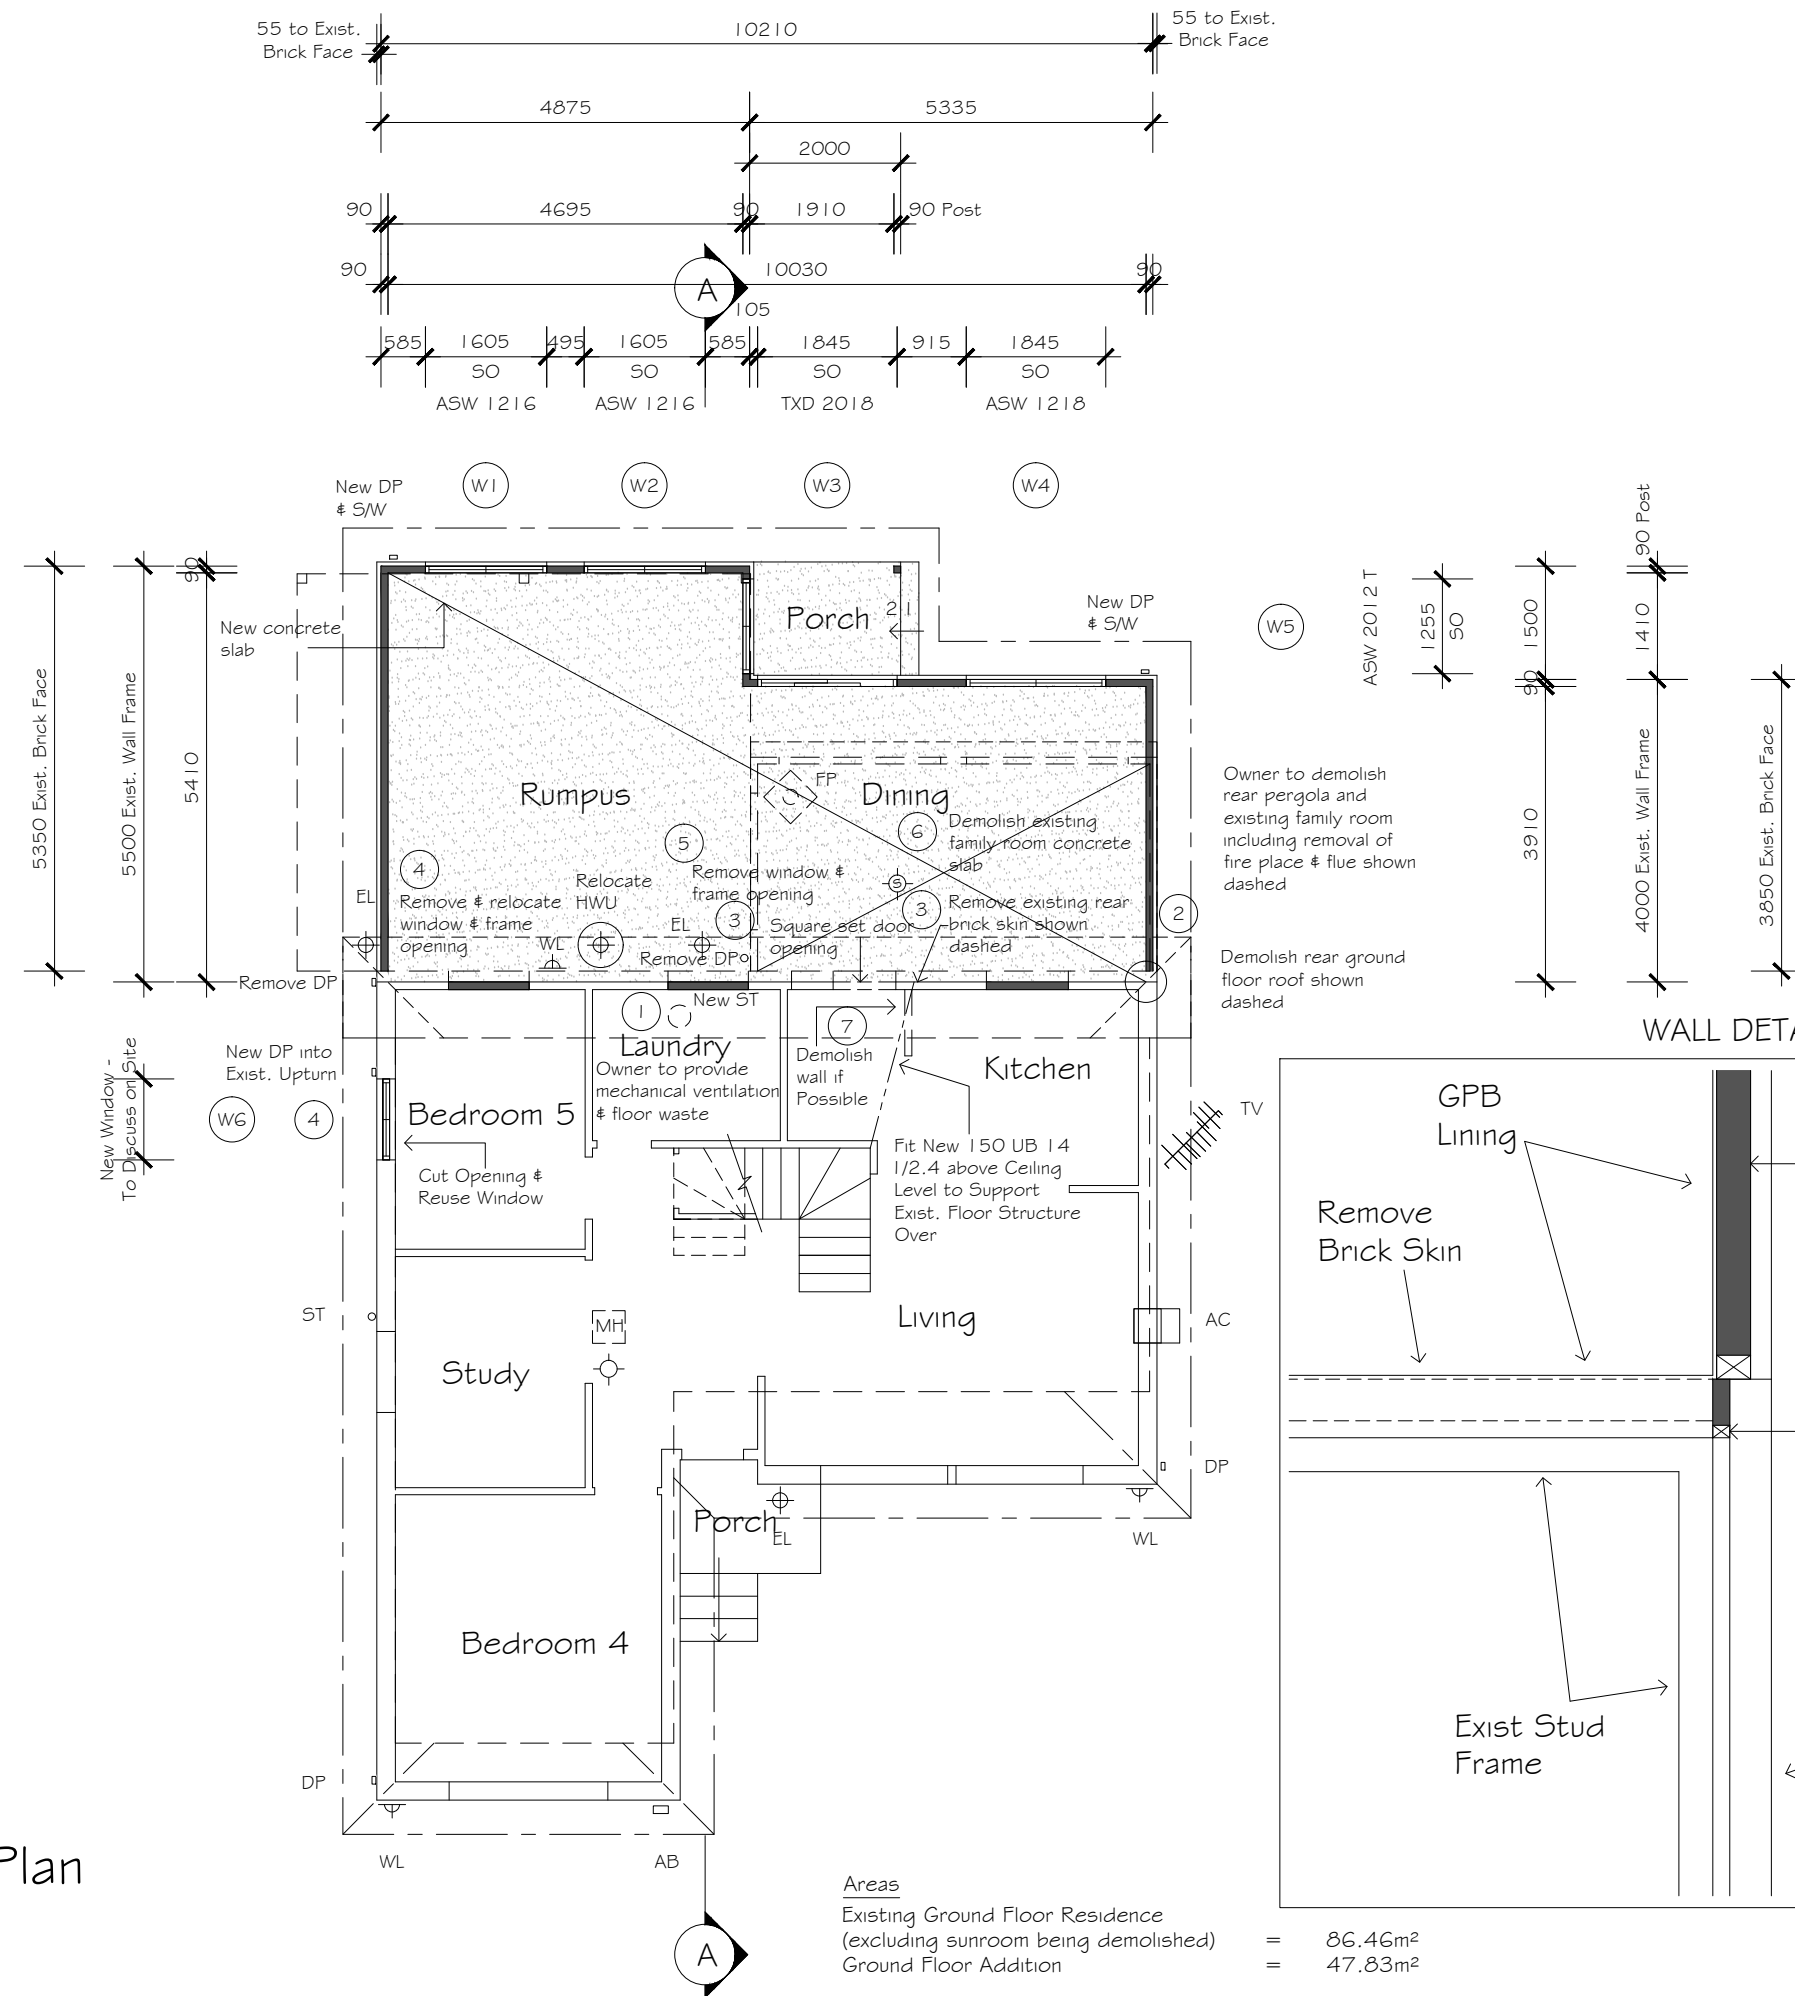 55 to Exist.
Brick Face
10210
55 to Exist.
Brick Face
4875
5335
2000
90
4695
90
1910
90 Post
90
10030
90
A
105
585
1605
495
1605
585
1845
915
1845
SO
SO
SO
SO
ASW 1216
ASW 1216
TXD 2018
ASW 1218
W1
W2
W3
W4
New DP
& S/W
New concrete
slab
Porch
21
New DP
& S/W
W5
ASW 2012 T
1255
SO
1500
90
3910
90 Post
1410
4000 Exist. Wall Frame
3850 Exist. Brick Face
5350 Exist. Brick Face
5500 Exist. Wall Frame
90
5410
Rumpus
FP
Dining
Owner to demolish
rear pergola and
existing family room
including removal of
fire place & flue shown
dashed
6
Demolish existing
family room concrete
slab
5
Remove window &
frame opening
4
Remove & relocate
window & frame
opening
Relocate
HWU
EL
WL
EL
3
Square set door
opening
S
3
Remove existing rear
brick skin shown
dashed
2
Remove DP
Remove DP
Demolish rear ground
floor roof shown
dashed
New ST
1
Laundry
Owner to provide
mechanical ventilation
& floor waste
7
Demolish
wall if
Possible
Kitchen
New DP into
Exist. Upturn
New Window -
To Discuss on Site
W6
4
Bedroom 5
Cut Opening &
Reuse Window
TV
Fit New 150 UB 14
1/2.4 above Ceiling
Level to Support
Exist. Floor Structure
Over
ST
MH
Living
AC
Study
DP
Porch
EL
WL
Bedroom 4
DP
WL
AB
A
Plan
WALL DETA
GPB
Lining
Remove
Brick Skin
Exist Stud
Frame
Areas
Existing Ground Floor Residence
(excluding sunroom being demolished) = 86.46m²
Ground Floor Addition = 47.83m²